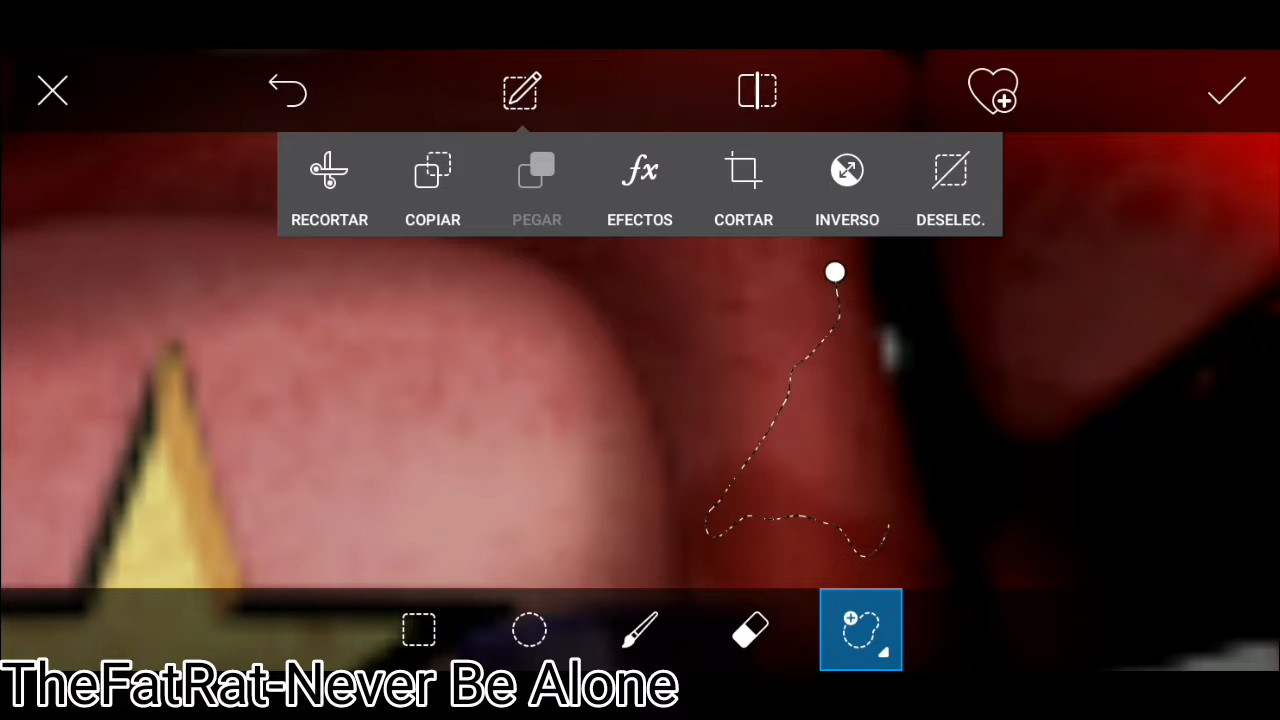 RECORTAR COPIAR PEGAR EFECTOS CORTAR INVERSO DESELEC.
TheFatRat-Never Be Alone